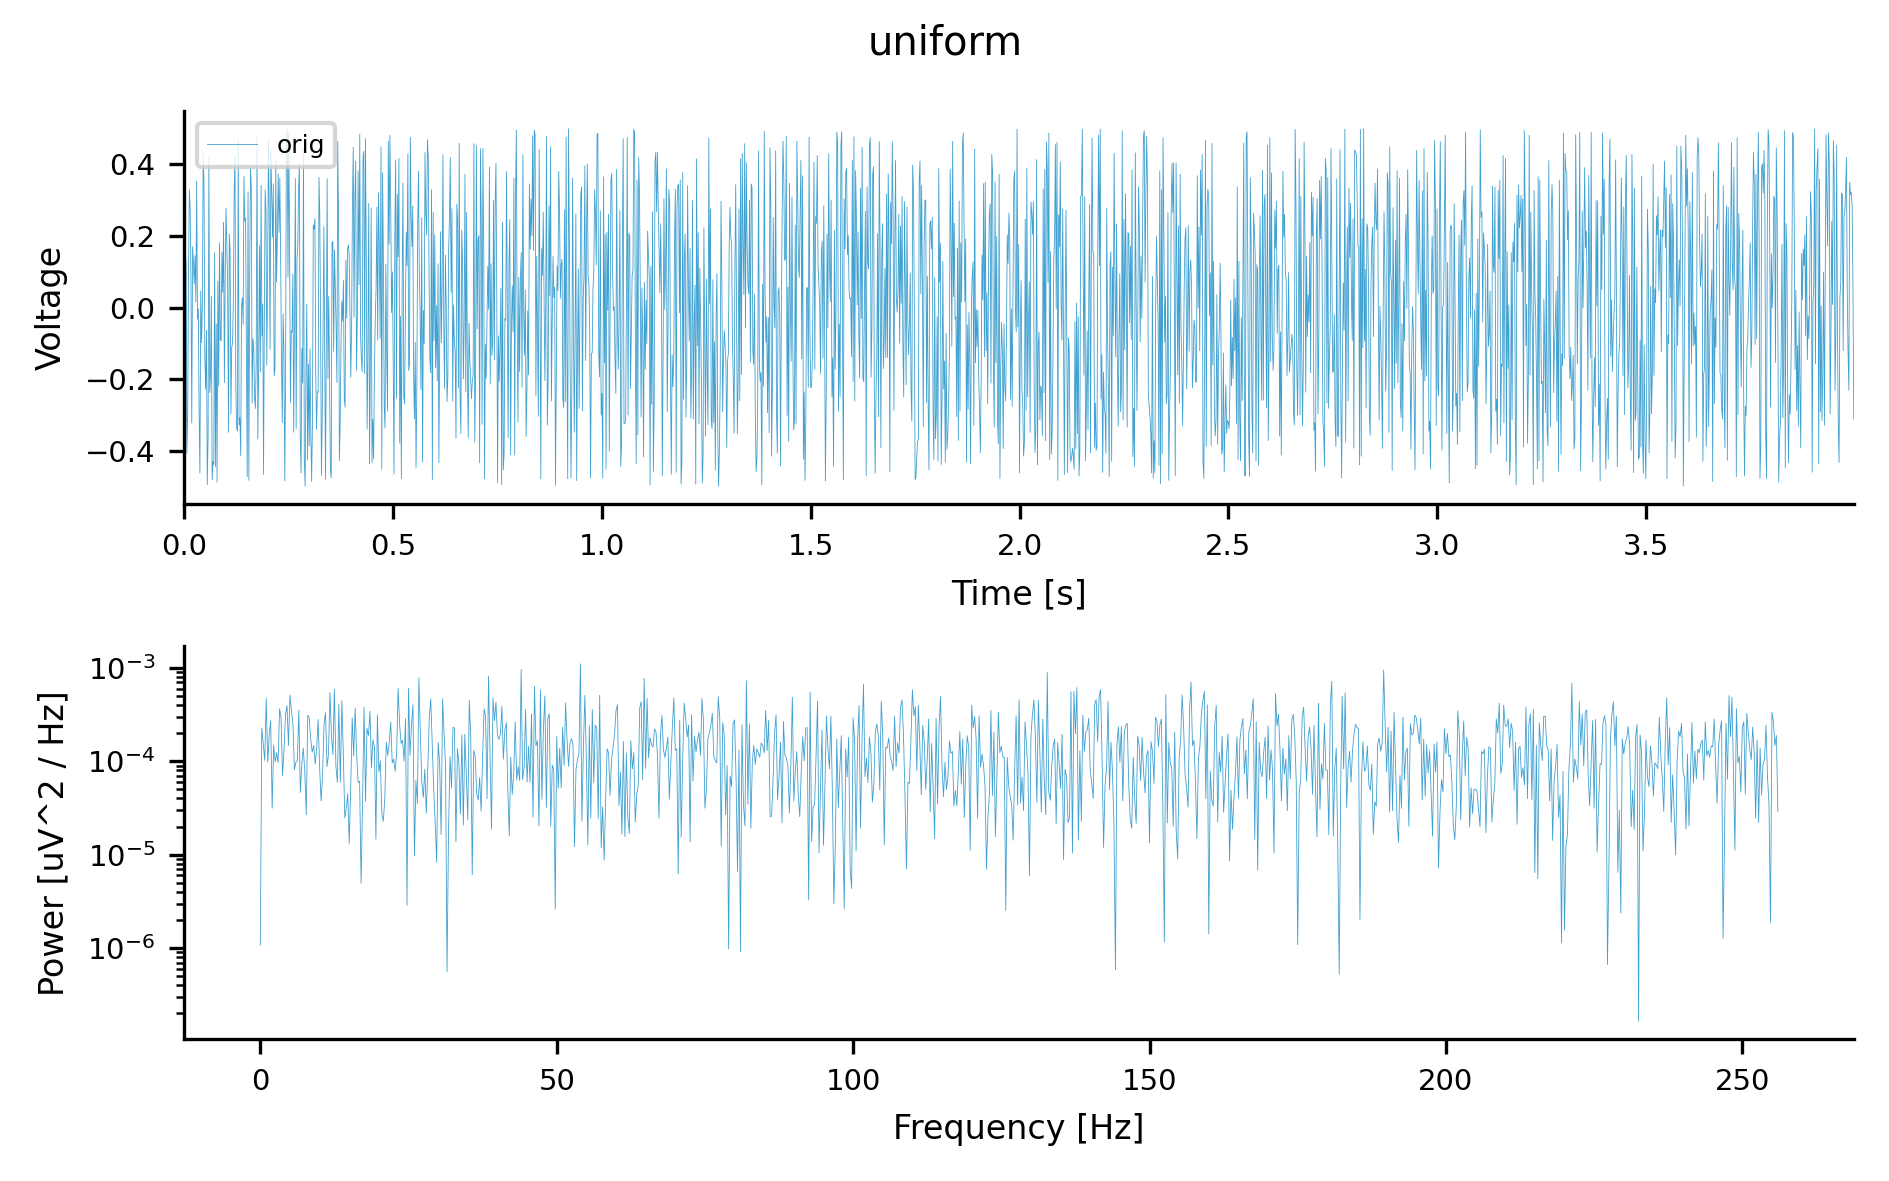 uniform
orig
0.4
0.2
0.0
−0.2
−0.4
Voltage
0.0 0.5 1.0 1.5 2.0 2.5 3.0 3.5
Time [s]
10⁻³
10⁻⁴
10⁻⁵
10⁻⁶
Power [uV^2 / Hz]
0 50 100 150 200 250
Frequency [Hz]